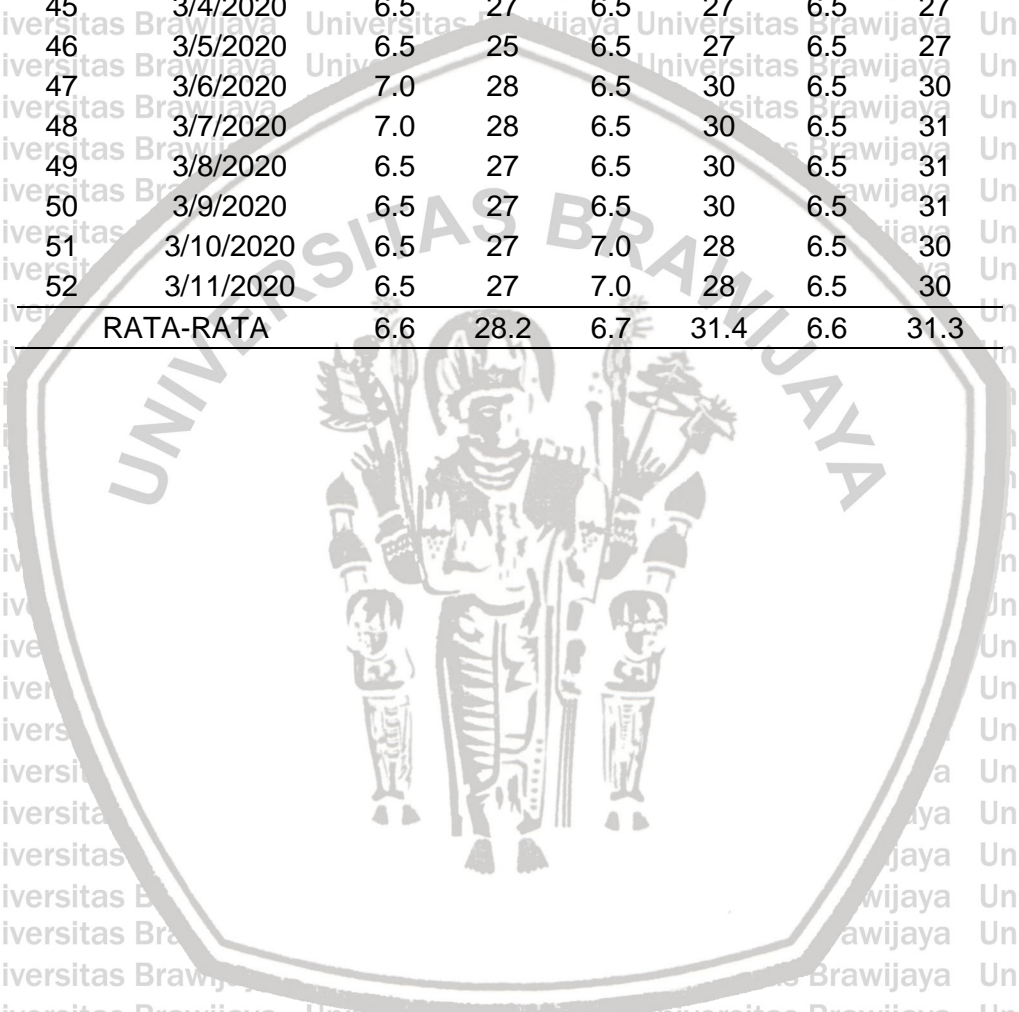 45 3/4/2020 6.5 27 6.5 27 6.5 27
46 3/5/2020 6.5 25 6.5 27 6.5 27
47 3/6/2020 7.0 28 6.5 30 6.5 30
48 3/7/2020 7.0 28 6.5 30 6.5 31
49 3/8/2020 6.5 27 6.5 30 6.5 31
50 3/9/2020 6.5 27 6.5 30 6.5 31
51 3/10/2020 6.5 27 7.0 28 6.5 30
52 3/11/2020 6.5 27 7.0 28 6.5 30
RATA-RATA 6.6 28.2 6.7 31.4 6.6 31.3
UNIVERSITAS BRAWIJAYA